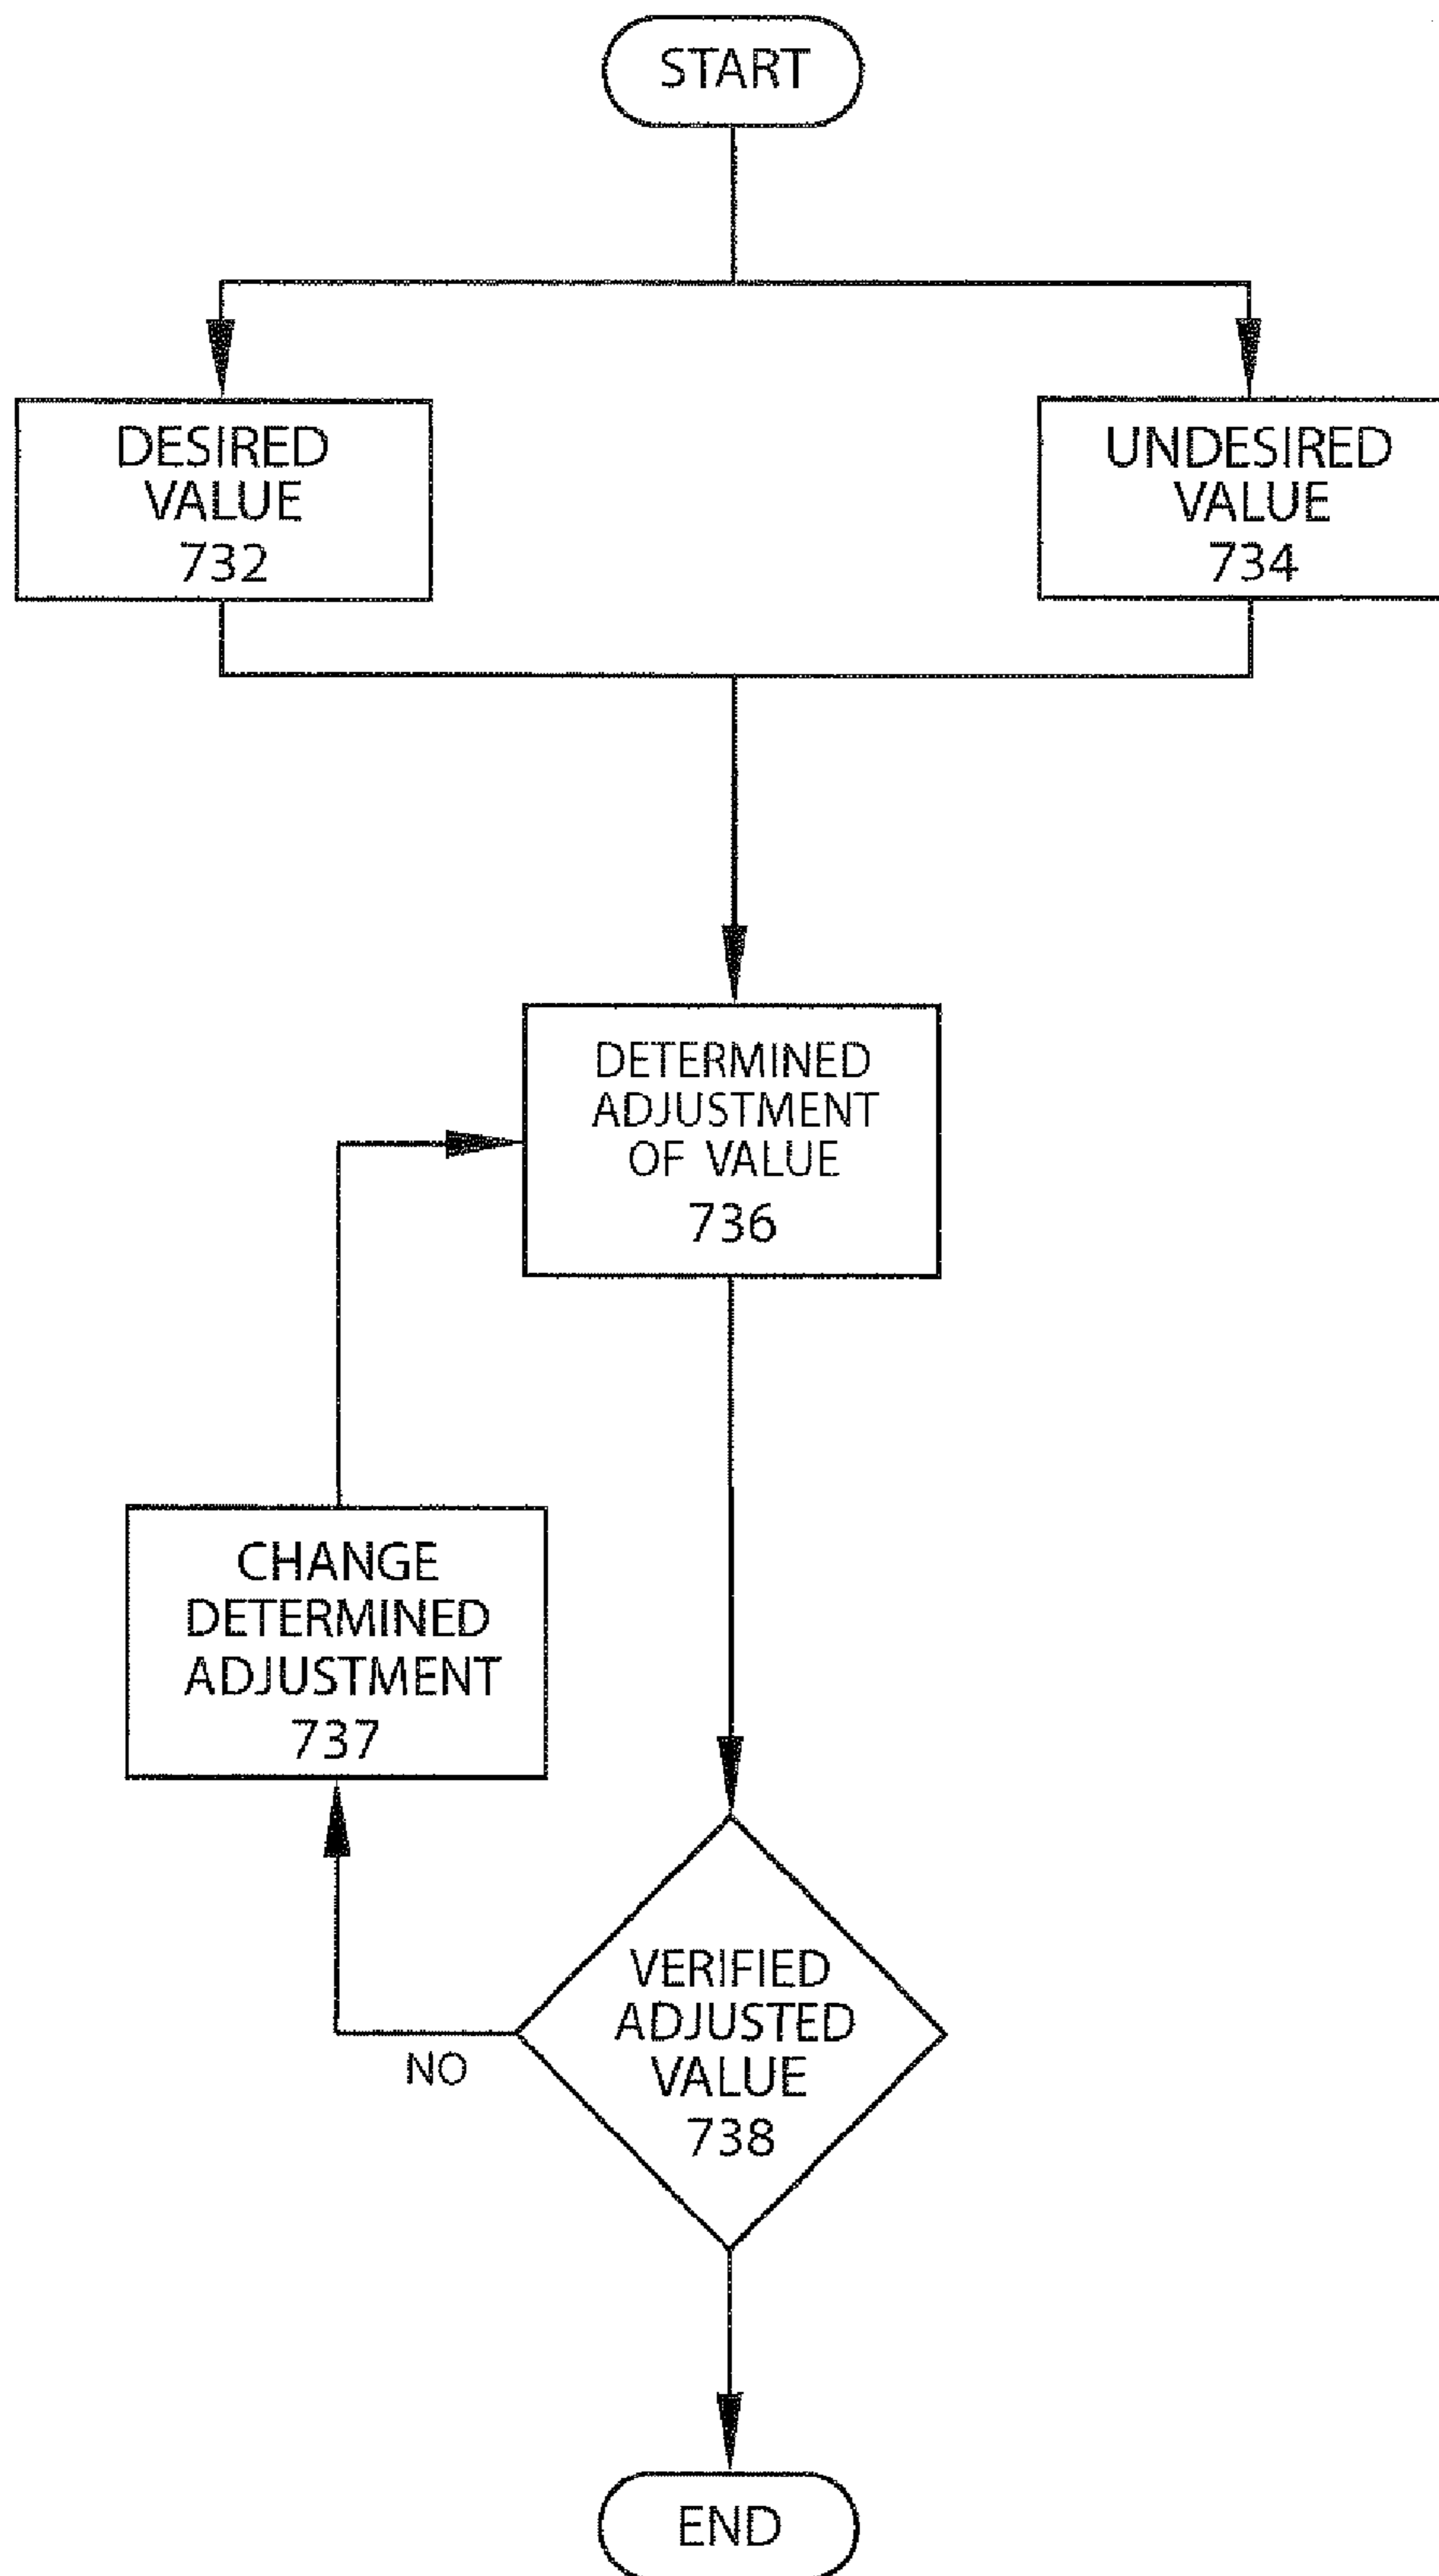 START
DESIRED
VALUE
732
UNDESIRED
VALUE
734
DETERMINED
ADJUSTMENT
OF VALUE
736
CHANGE
DETERMINED
ADJUSTMENT
737
VERIFIED
ADJUSTED
VALUE
738
NO
END